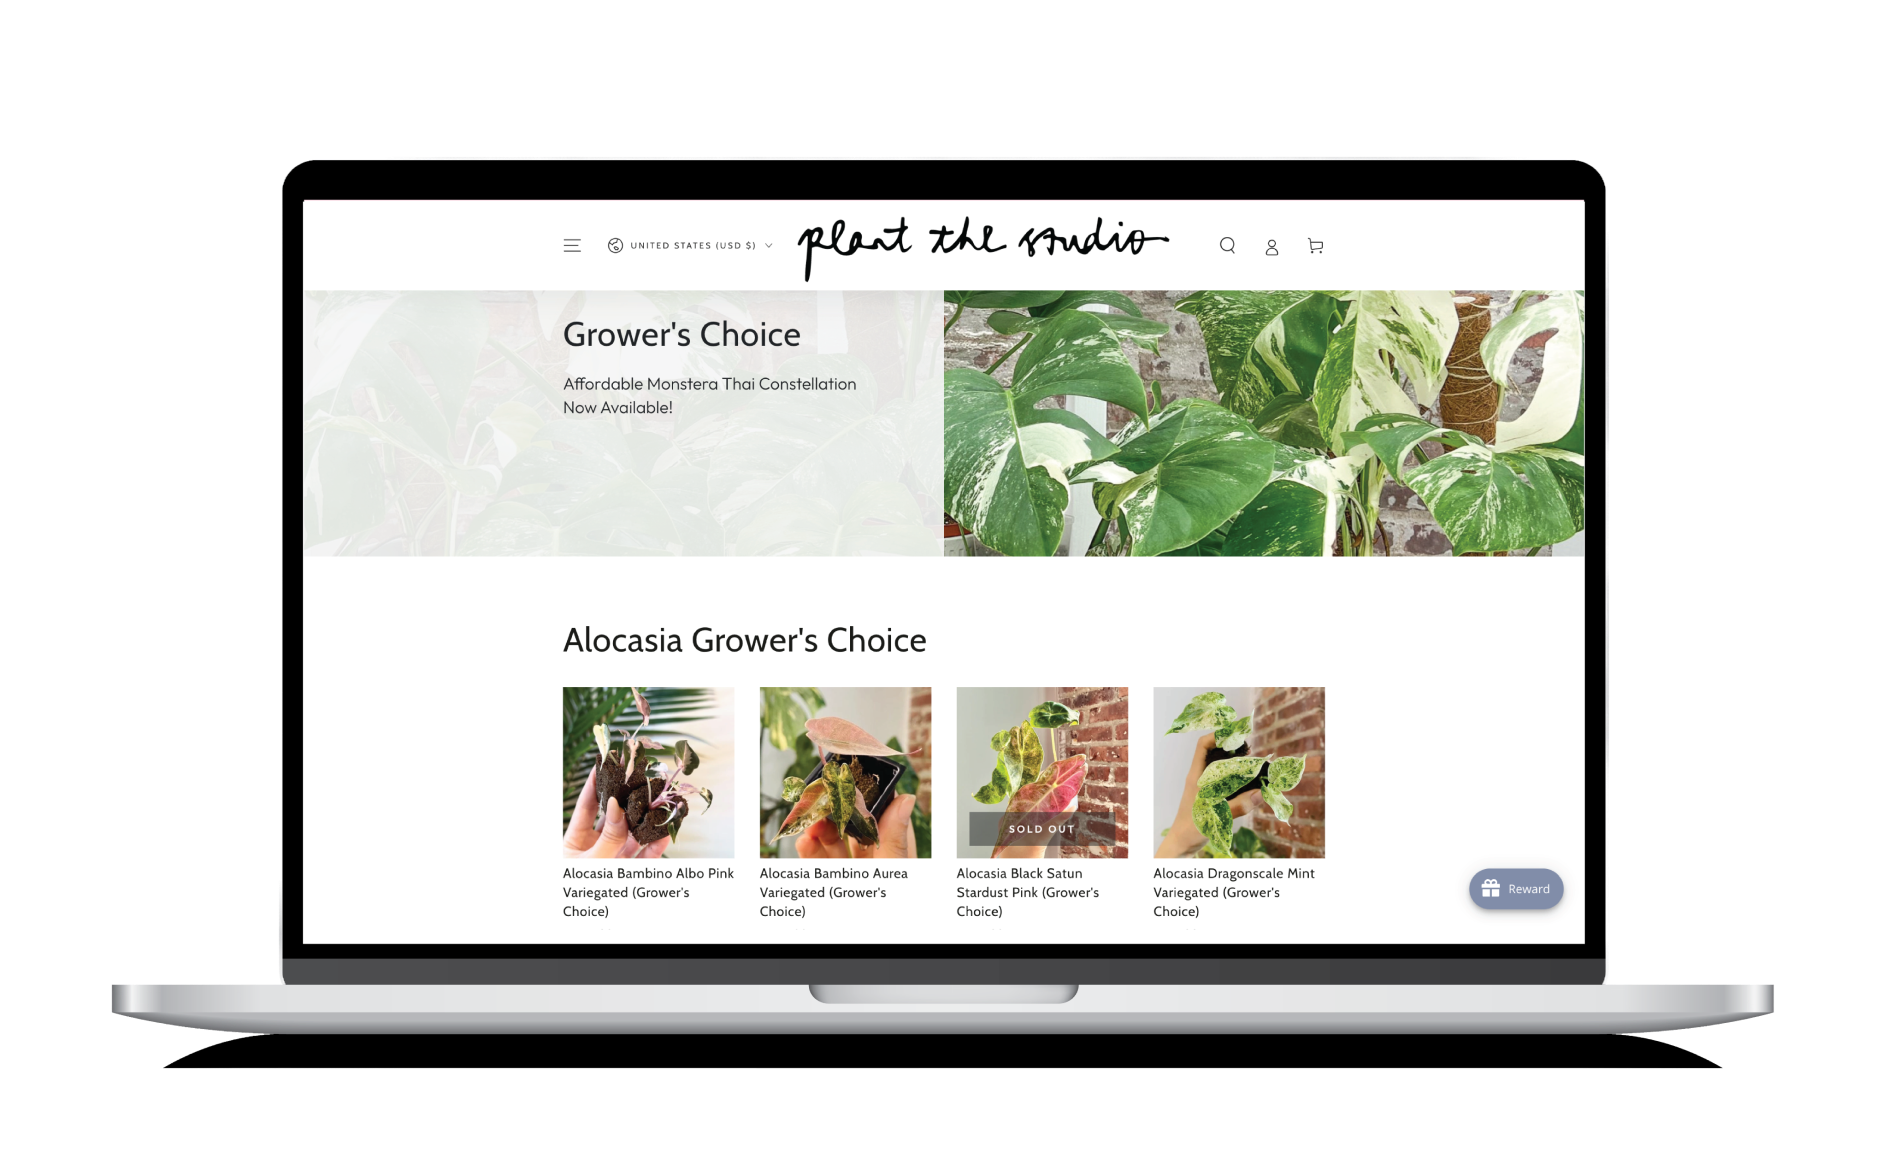 UNITED STATES (USD $)
plant the studio
Grower's Choice
Affordable Monstera Thai Constellation
Now Available!
Alocasia Grower's Choice
SOLD OUT
Alocasia Bambino Albo Pink
Variegated (Grower's
Choice)
Alocasia Bambino Aurea
Variegated (Grower's
Choice)
Alocasia Black Satun
Stardust Pink (Grower's
Choice)
Alocasia Dragonscale Mint
Variegated (Grower's
Choice)
Reward